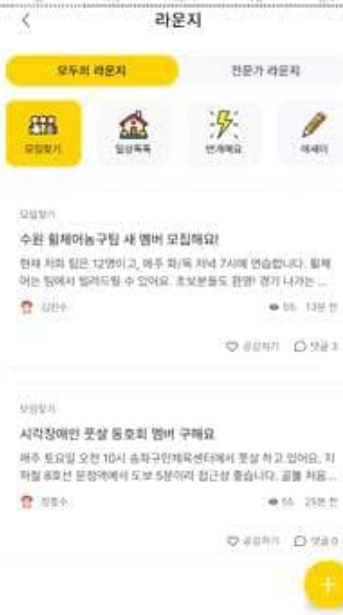 라운지
모두의 라운지
전문가 라운지
모임찾기
일상톡톡
번개해요
에세이
모임찾기
수원 휠체어농구팀 새 멤버 모집해요!
현재 저희 팀은 12명이고, 매주 화/목 저녁 7시에 연습합니다. 휠체
어는 팀에서 빌려드릴 수 있어요. 초보분들도 환영! 경기 나가는 ...
김민수
55 13분 전
공감하기 댓글 3
모임찾기
시각장애인 풋살 동호회 멤버 구해요
매주 토요일 오전 10시 송파구민체육센터에서 풋살 하고 있어요. 지
하철 8호선 문정역에서 도보 5분이라 접근성 좋습니다. 골볼 처음...
55 25분 전
공감하기 댓글 0